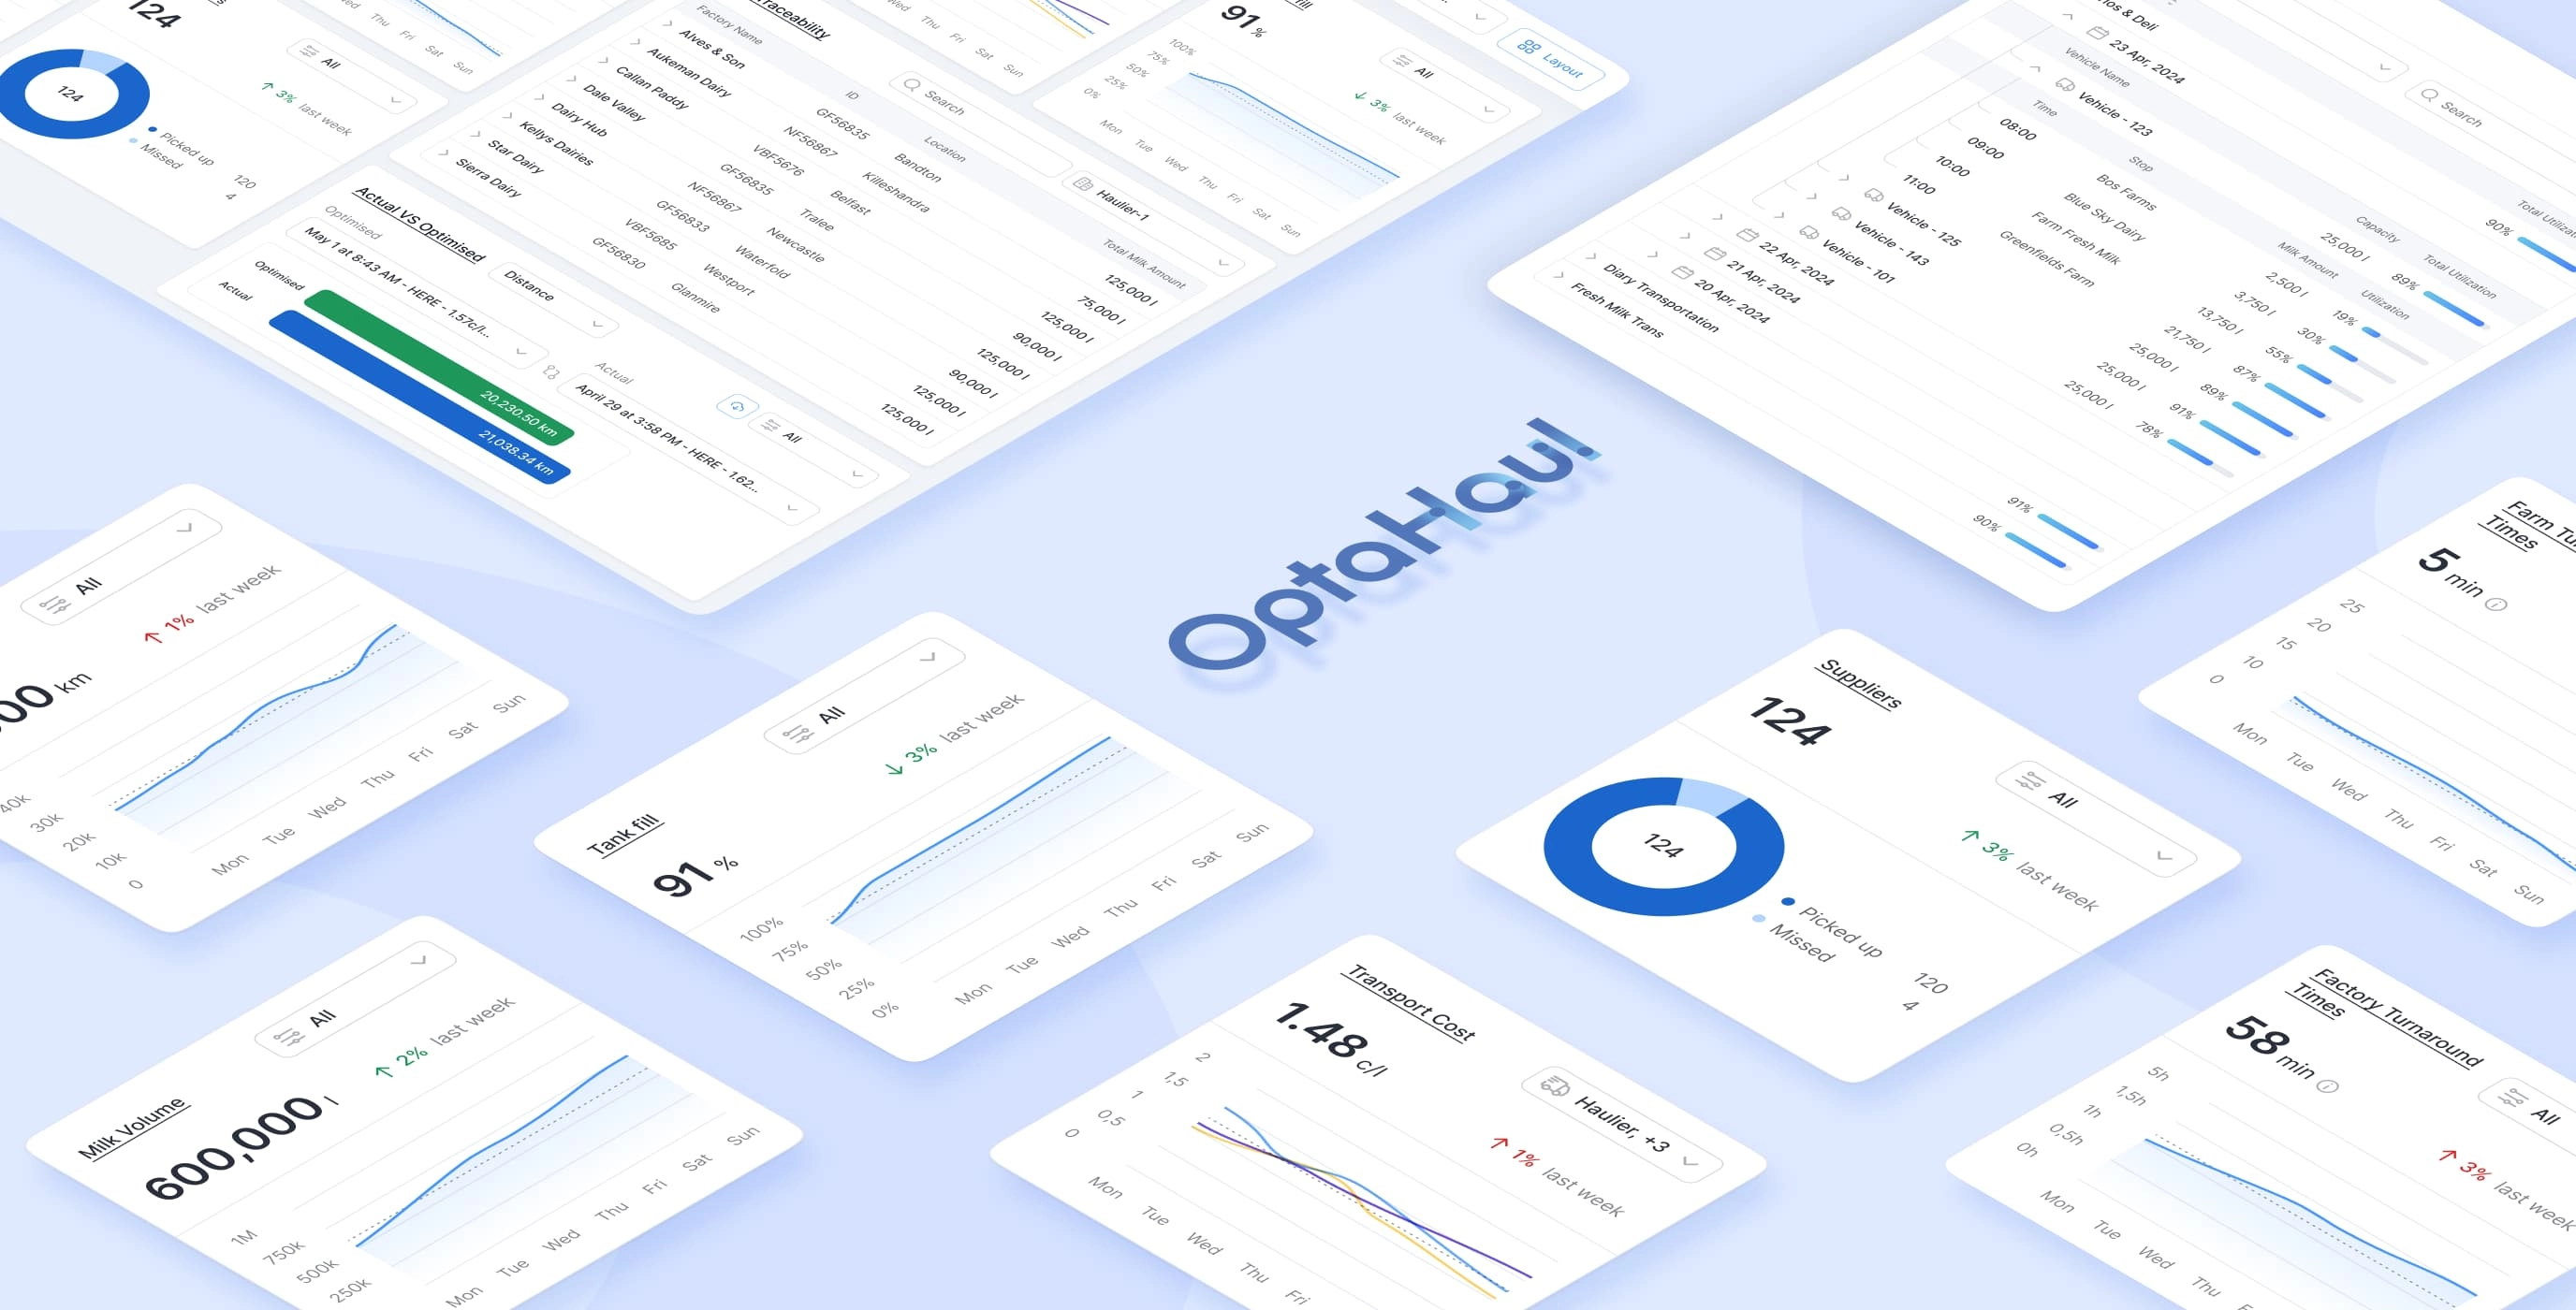 124
All
3% last week
124
Picked up
Missed
120
4
Wed
Thu
Fri
Sat
Sun
Traceability
Search
Haulier-1
Factory Name
ID
Location
Total Milk Amount
Alves & Son
GF56835
Bandton
125,000 l
Aukeman Dairy
NF56867
Killeshandra
75,000 l
Callan Paddy
VBF5676
Belfast
125,000 l
Dale Valley
GF56835
Tralee
90,000 l
Dairy Hub
NF56867
Newcastle
125,000 l
Kellys Dairies
GF56833
Waterfold
90,000 l
Star Dairy
VBF5685
Westport
125,000 l
Sierra Dairy
GF56830
Glanmire
125,000 l
Wed
Thu
Fri
Sat
Sun
91 %
All
3% last week
100%
75%
50%
25%
0%
Mon
Tue
Wed
Thu
Fri
Sat
Sun
Layout
Actual VS Optimised
Distance
All
Optimised
May 1 at 8:43 AM - HERE - 1.57c/l...
Actual
April 29 at 3:58 PM - HERE - 1.62...
Optimised
20,230.50 km
Actual
21,038.34 km
& Deli
Search
23 Apr, 2024
Total Utiliza
90%
Vehicle Name
Capacity
Total Utilization
Vehicle - 123
25,000 l
89%
Time
Stop
Milk Amount
Utilization
08:00
Bos Farms
2,500 l
19%
09:00
Blue Sky Dairy
3,750 l
30%
10:00
Farm Fresh Milk
13,750 l
55%
11:00
Greenfields Farm
21,750 l
87%
Vehicle - 125
25,000 l
89%
Vehicle - 143
25,000 l
91%
Vehicle - 101
25,000 l
78%
22 Apr, 2024
21 Apr, 2024
20 Apr, 2024
Diary Transportation
91%
Fresh Milk Trans
90%
OptaHaul
All
1% last week
00 km
40k
30k
20k
10k
0
Mon
Tue
Wed
Thu
Fri
Sat
Sun
Tank fill
All
91 %
3% last week
100%
75%
50%
25%
0%
Mon
Tue
Wed
Thu
Fri
Sat
Sun
Milk Volume
All
600,000 l
2% last week
1M
750k
500k
250k
Mon
Tue
Wed
Thu
Fri
Sat
Sun
Suppliers
All
124
3% last week
124
Picked up
120
Missed
4
Transport Cost
Haulier, +3
1.48 c/l
1% last week
2
1,5
1
0,5
0
Mon
Tue
Wed
Thu
Fri
Farm Tu
Times
5 min
25
20
15
10
0
Mon
Tue
Wed
Thu
Fri
Sat
Sun
Factory Turnaround
Times
All
58 min
3% last week
5h
1,5h
1h
0,5h
0h
Mon
Tue
Wed
Thu